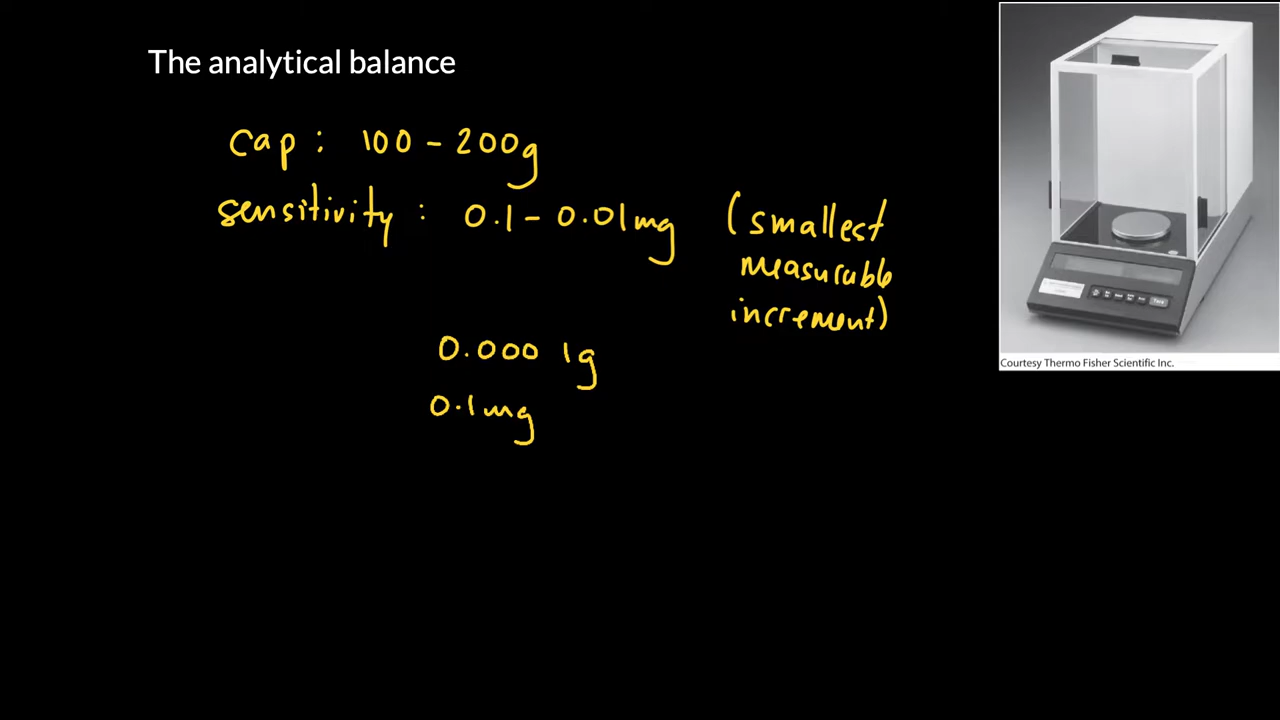 The analytical balance
cap : 100 - 200g
sensitivity : 0.1 - 0.01mg (smallest
measurable
increment)
0.000 1g
0.1mg
Courtesy Thermo Fisher Scientific Inc.